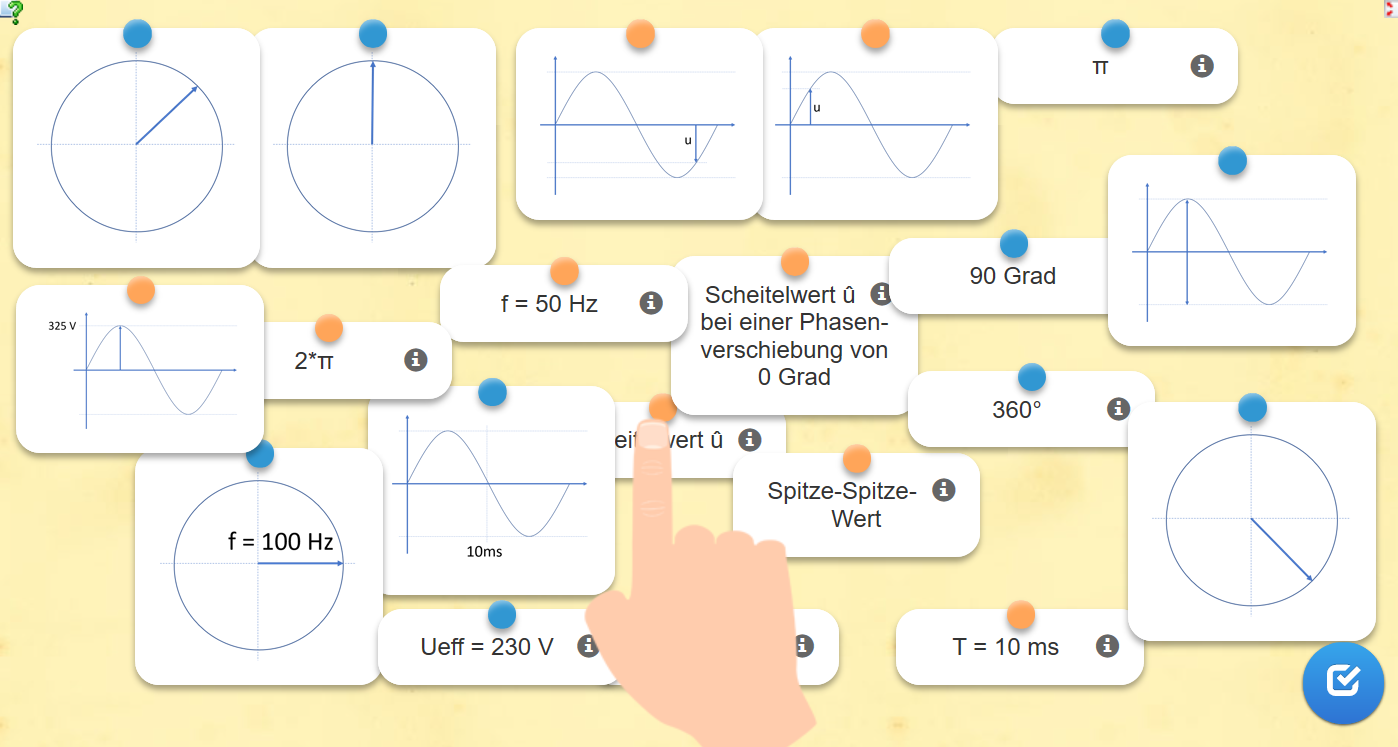 u
u
π
325 V
2*π
f = 50 Hz
Scheitelwert û
bei einer Phasen-
verschiebung von
0 Grad
90 Grad
360°
wert û
Spitze-Spitze-
Wert
f = 100 Hz
10ms
Ueff = 230 V
T = 10 ms